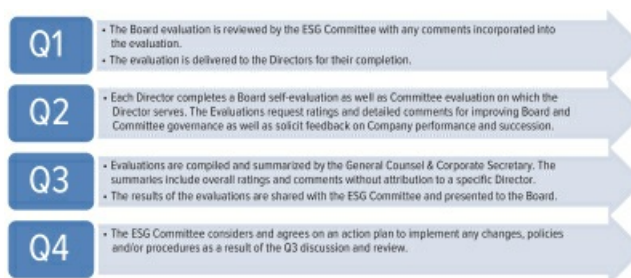 Q1
• The Board evaluation is reviewed by the ESG Committee with any comments incorporated into
the evaluation.
• The evaluation is delivered to the Directors for their completion.
Q2
• Each Director completes a Board self-evaluation as well as Committee evaluation on which the
Director serves. The Evaluations request ratings and detailed comments for improving Board and
Committee governance as well as solicit feedback on Company performance and succession.
Q3
• Evaluations are compiled and summarized by the General Counsel & Corporate Secretary. The
summaries include overall ratings and comments without attribution to a specific Director.
• The results of the evaluations are shared with the ESG Committee and presented to the Board.
Q4
• The ESG Committee considers and agrees on an action plan to implement any changes, policies
and/or procedures as a result of the Q3 discussion and review.